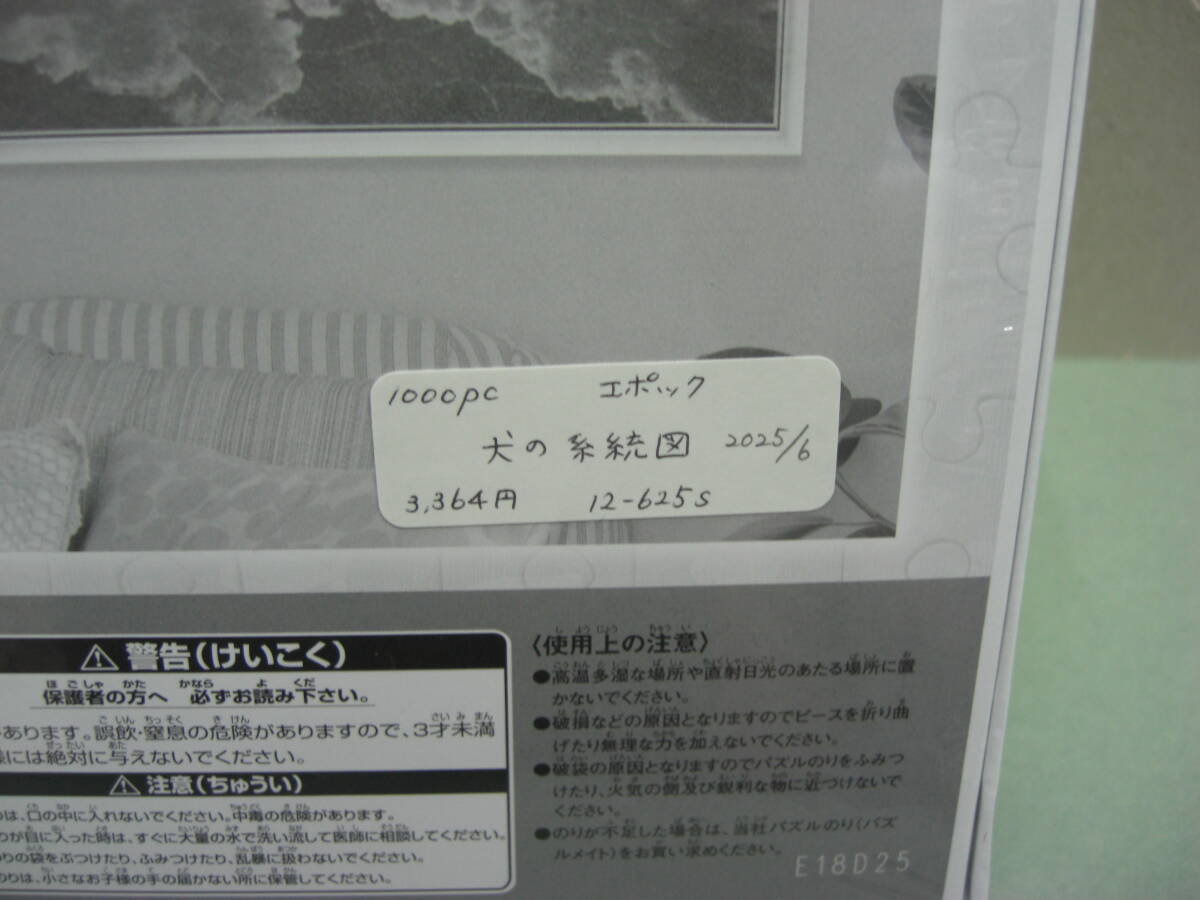 1000pc エポック
犬の系統図 2025/6
3,364円 12-625s
警告(けいこく)
保護者の方へ 必ずお読み下さい。
あります。誤飲・窒息の危険がありますので、3才未満
には絶対に与えないでください。
注意(ちゅうい)
は、口の中に入れないでください。中毒の危険があります。
が目に入った時は、すぐに大量の水で洗い流して医師に相談してください。
の袋をぶつけたり、ふみつけたり、乱暴に扱わないでください。
のりは、小さなお子様の手の届かない所に保管してください。
〈使用上の注意〉
●高温多湿な場所や直射日光のあたる場所に置
かないでください。
●破損などの原因となりますのでピースを折り曲
げたり無理な力を加えないでください。
●破袋の原因となりますのでパズルのりをふみつ
けたり、火気の側及び鋭利な物に近づけないで
ください。
●のりが不足した場合は、当社パズルのり(パズ
ルメイト)をお買い求めください。
E18D25